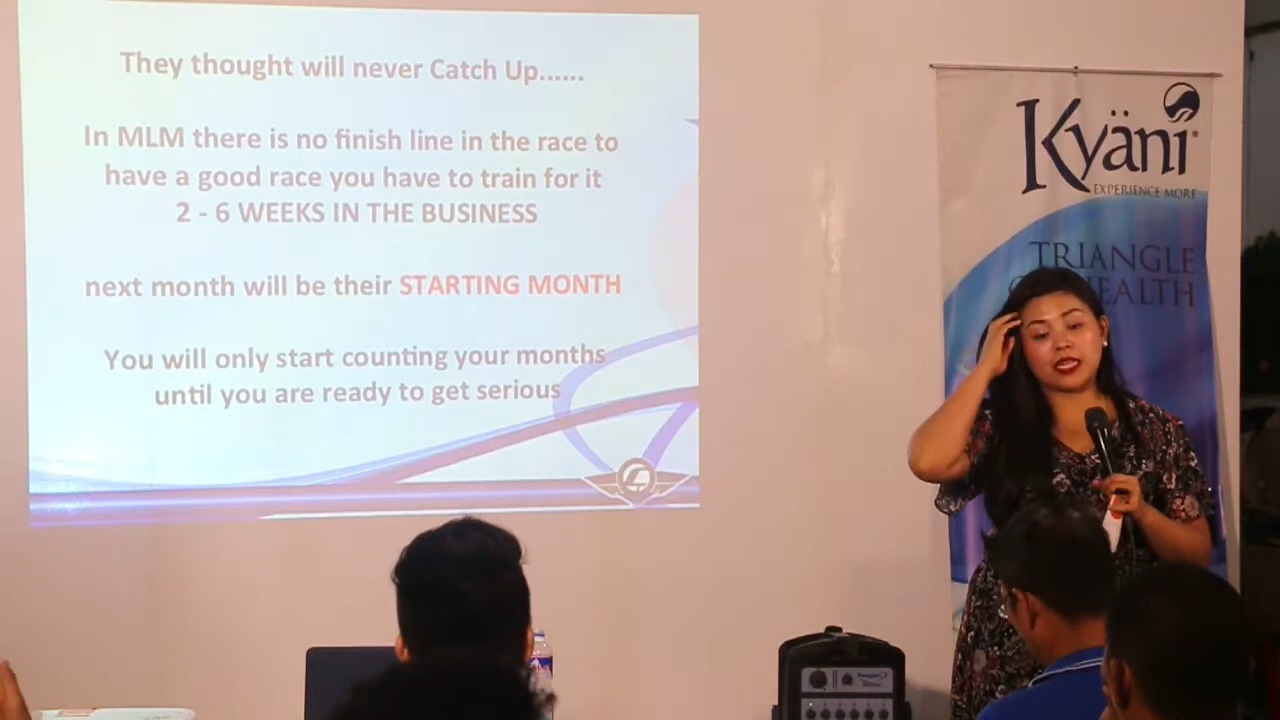 They thought will never Catch Up......
In MLM there is no finish line in the race to
have a good race you have to train for it
2 - 6 WEEKS IN THE BUSINESS
next month will be their STARTING MONTH
You will only start counting your months
until you are ready to get serious
Kyäni
EXPERIENCE MORE
TRIANGLE
HEALTH